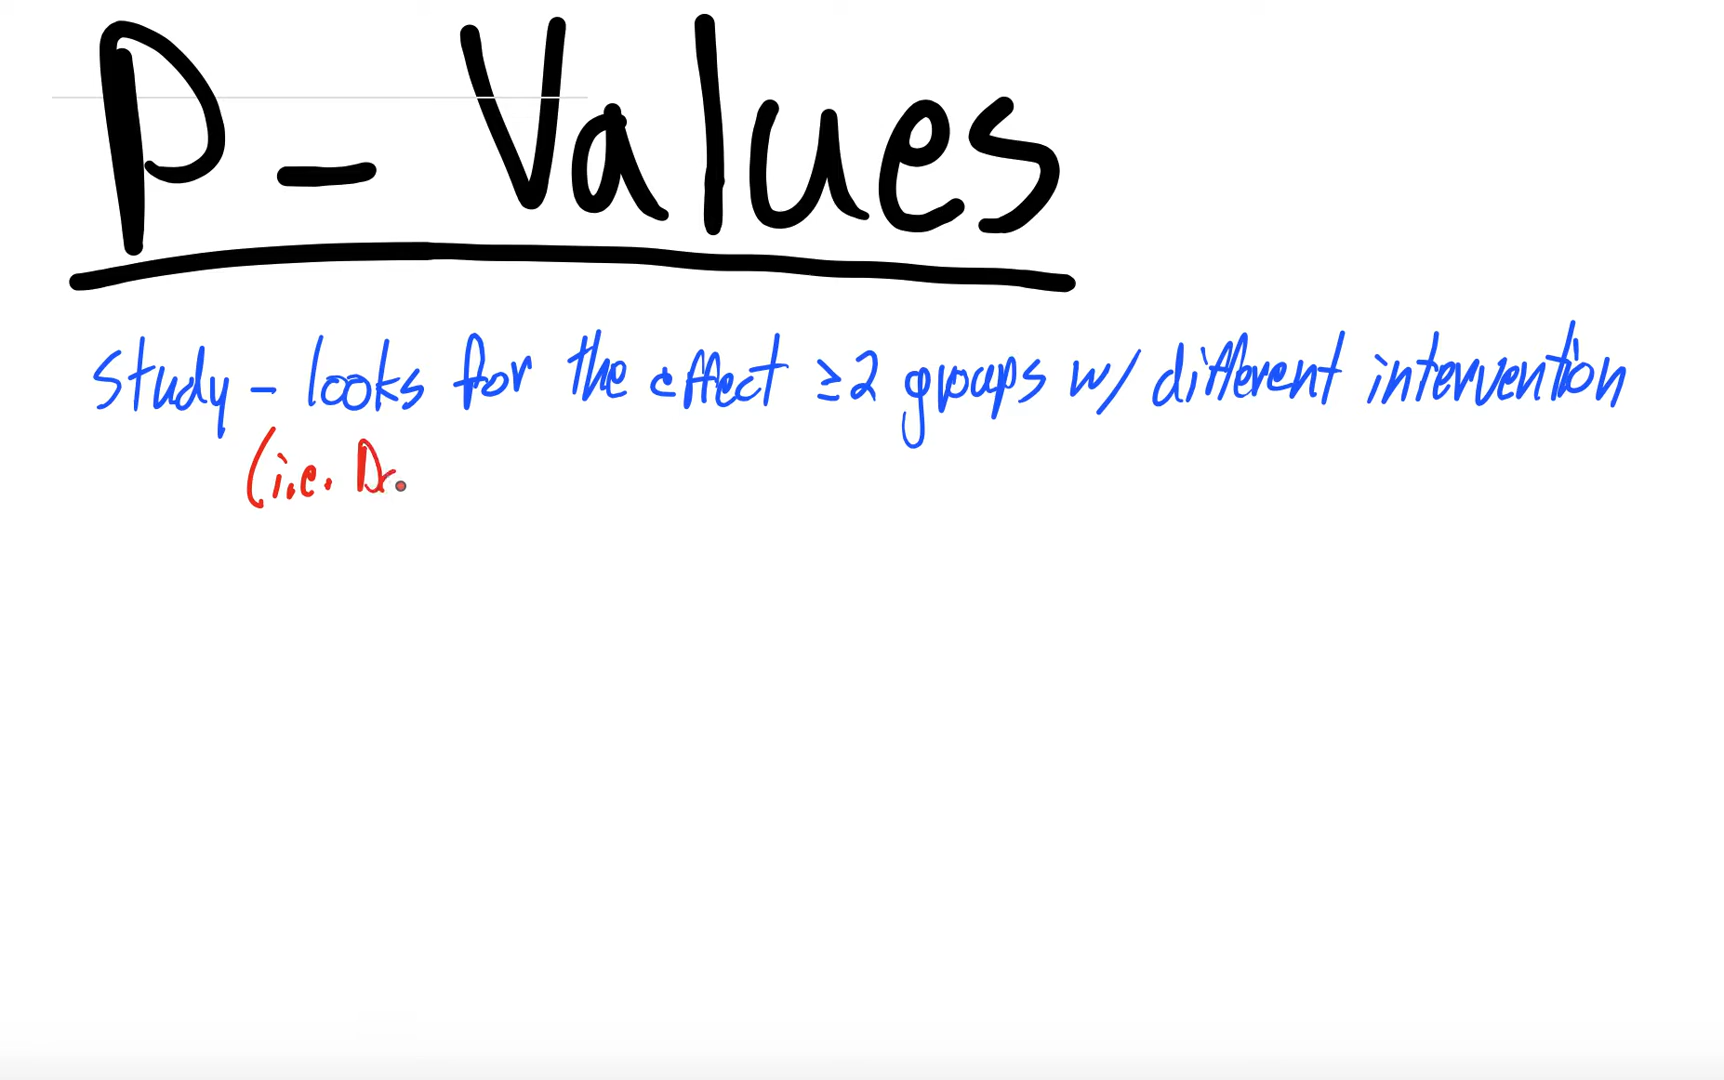 P- Values
Study - looks for the effect ≥2 groups w/ different intervention
(i.e. Dr